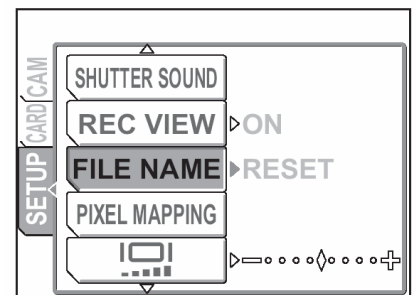 CAM
CARD
SETUP
SHUTTER SOUND
REC VIEW ON
FILE NAME RESET
PIXEL MAPPING